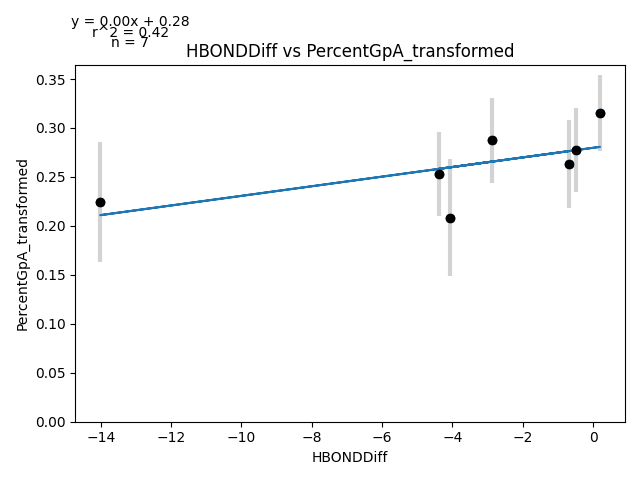 y = 0.00x + 0.28
r^2 = 0.42
n = 7
HBONDDiff vs PercentGpA_transformed
0.35
0.30
0.25
0.20
0.15
0.10
0.05
0.00
PercentGpA_transformed
−14
−12
−10
−8
−6
−4
−2
0
HBONDDiff